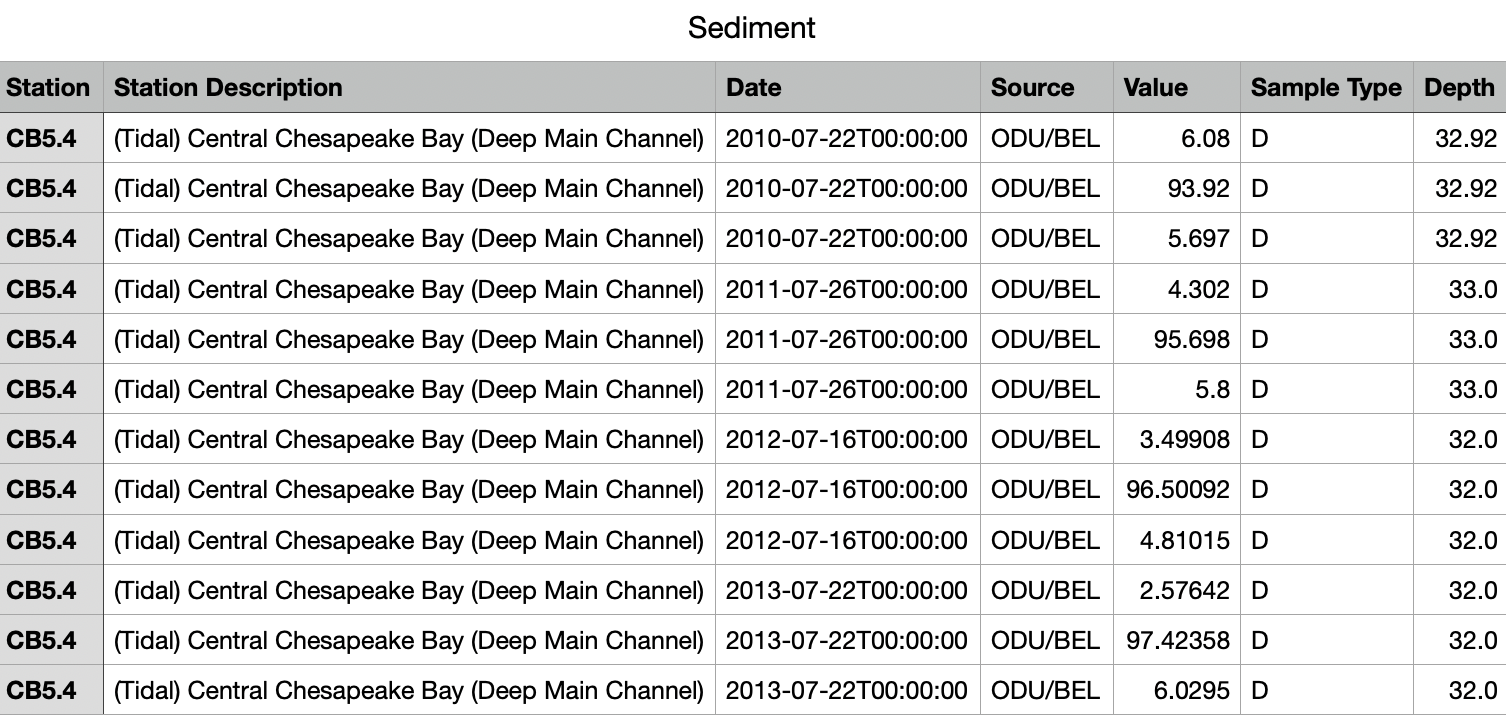 Sediment
Station Station Description Date Source Value Sample Type Depth
CB5.4 (Tidal) Central Chesapeake Bay (Deep Main Channel) 2010-07-22T00:00:00 ODU/BEL 6.08 D 32.92
CB5.4 (Tidal) Central Chesapeake Bay (Deep Main Channel) 2010-07-22T00:00:00 ODU/BEL 93.92 D 32.92
CB5.4 (Tidal) Central Chesapeake Bay (Deep Main Channel) 2010-07-22T00:00:00 ODU/BEL 5.697 D 32.92
CB5.4 (Tidal) Central Chesapeake Bay (Deep Main Channel) 2011-07-26T00:00:00 ODU/BEL 4.302 D 33.0
CB5.4 (Tidal) Central Chesapeake Bay (Deep Main Channel) 2011-07-26T00:00:00 ODU/BEL 95.698 D 33.0
CB5.4 (Tidal) Central Chesapeake Bay (Deep Main Channel) 2011-07-26T00:00:00 ODU/BEL 5.8 D 33.0
CB5.4 (Tidal) Central Chesapeake Bay (Deep Main Channel) 2012-07-16T00:00:00 ODU/BEL 3.49908 D 32.0
CB5.4 (Tidal) Central Chesapeake Bay (Deep Main Channel) 2012-07-16T00:00:00 ODU/BEL 96.50092 D 32.0
CB5.4 (Tidal) Central Chesapeake Bay (Deep Main Channel) 2012-07-16T00:00:00 ODU/BEL 4.81015 D 32.0
CB5.4 (Tidal) Central Chesapeake Bay (Deep Main Channel) 2013-07-22T00:00:00 ODU/BEL 2.57642 D 32.0
CB5.4 (Tidal) Central Chesapeake Bay (Deep Main Channel) 2013-07-22T00:00:00 ODU/BEL 97.42358 D 32.0
CB5.4 (Tidal) Central Chesapeake Bay (Deep Main Channel) 2013-07-22T00:00:00 ODU/BEL 6.0295 D 32.0